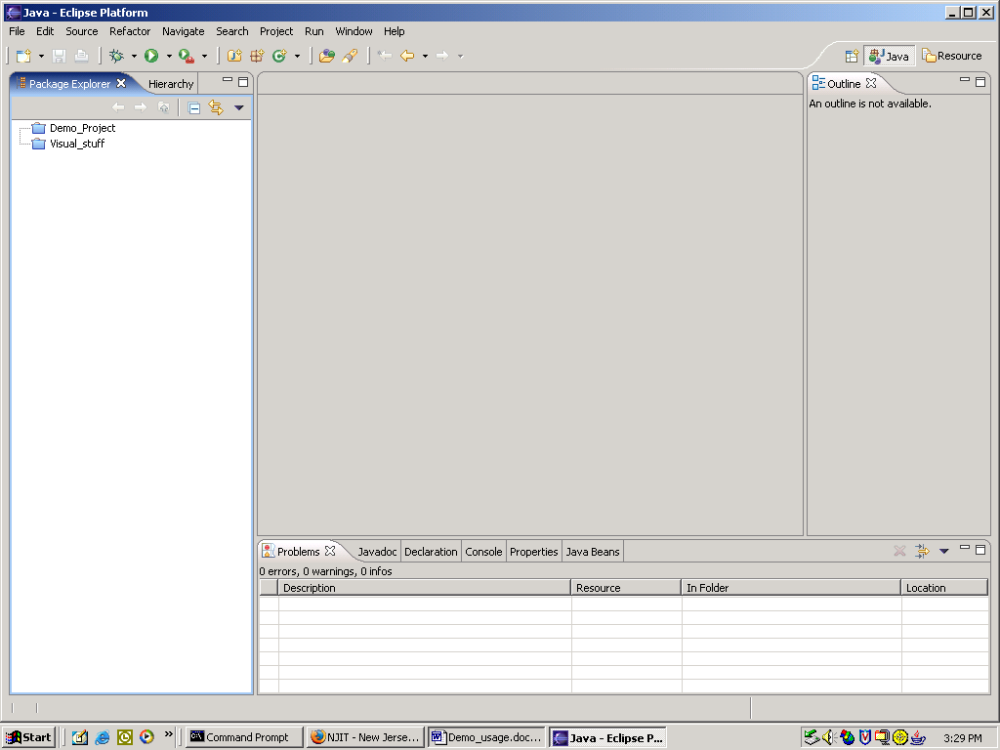 Java - Eclipse Platform
File Edit Source Refactor Navigate Search Project Run Window Help
Java Resource
Package Explorer Hierarchy
Outline
An outline is not available.
Demo_Project
Visual_stuff
Problems Javadoc Declaration Console Properties Java Beans
0 errors, 0 warnings, 0 infos
Description Resource In Folder Location
Start » Command Prompt NJIT - New Jerse... Demo_usage.doc... Java - Eclipse P... 3:29 PM